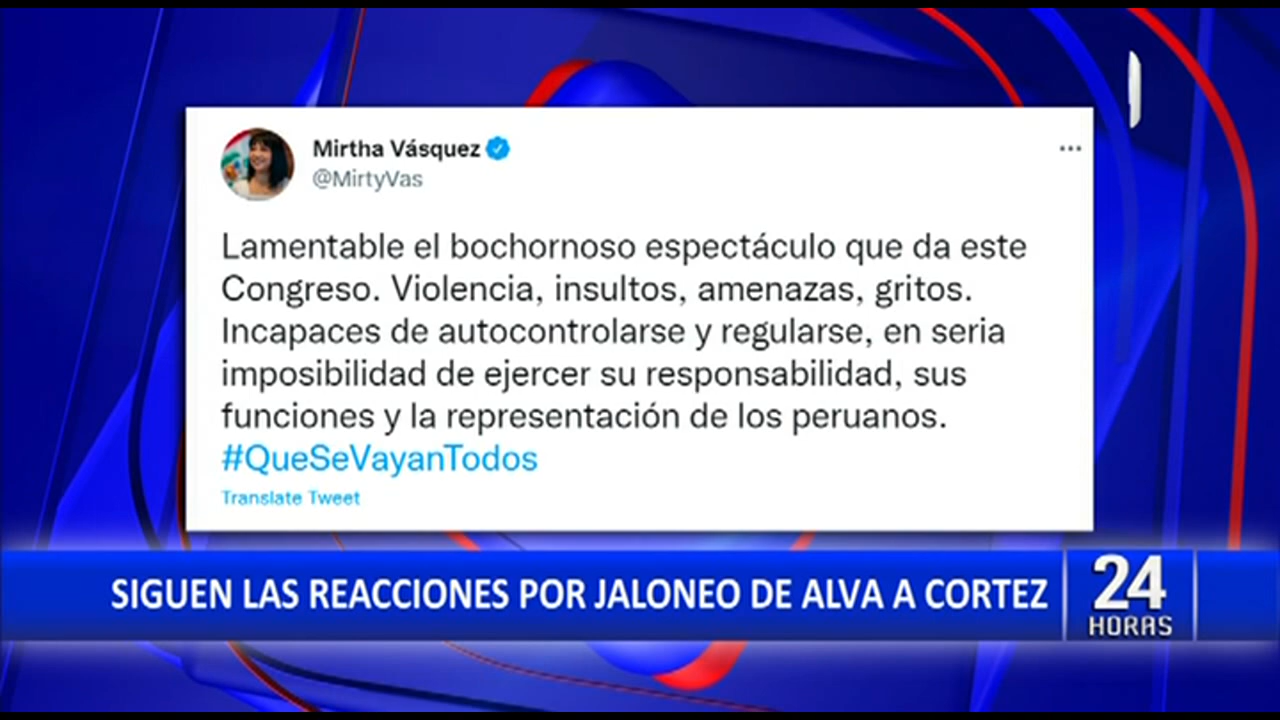 Mirtha Vásquez
@MirtyVas
Lamentable el bochornoso espectáculo que da este
Congreso. Violencia, insultos, amenazas, gritos.
Incapaces de autocontrolarse y regularse, en seria
imposibilidad de ejercer su responsabilidad, sus
funciones y la representación de los peruanos.
#QueSeVayanTodos
Translate Tweet
SIGUEN LAS REACCIONES POR JALONEO DE ALVA A CORTEZ
24
HORAS